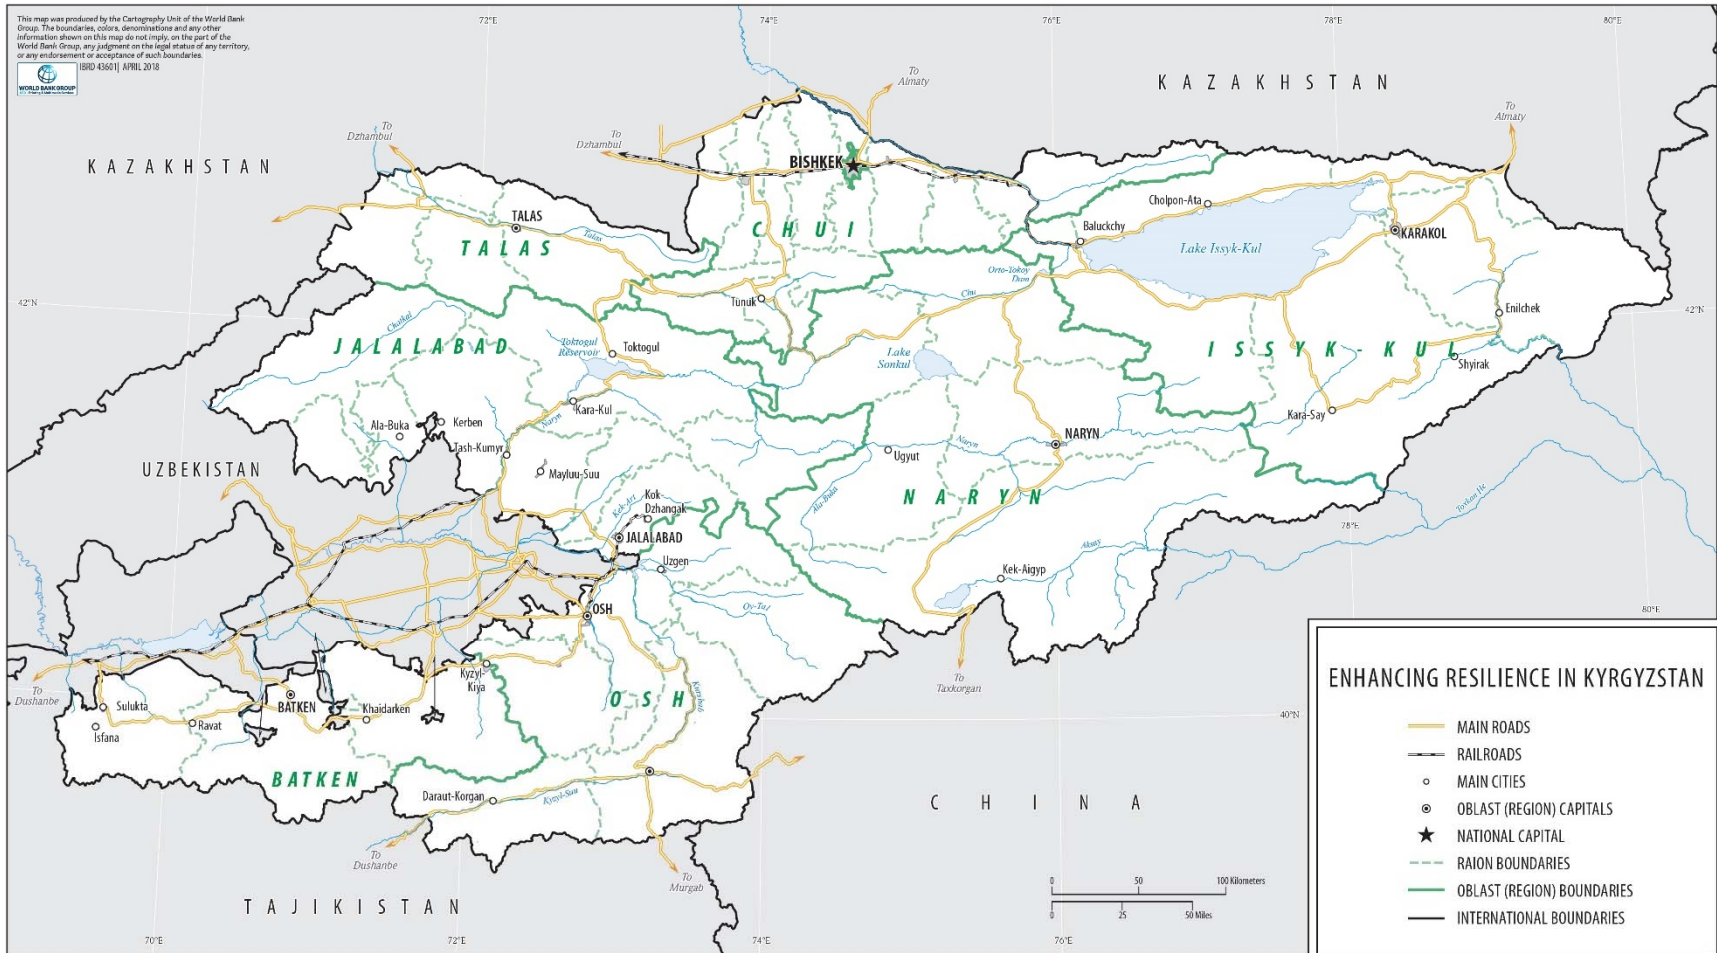 This map was produced by the Cartography Unit of the World Bank
Group. The boundaries, colors, denominations and any other
information shown on this map do not imply, on the part of the
World Bank Group, any judgment on the legal status of any territory,
or any endorsement or acceptance of such boundaries.
WORLD BANK GROUP
IBRD 43601| APRIL 2018
72°E
74°E
76°E
78°E
80°E
KAZAKHSTAN
To
Almaty
To
Almaty
To
Dzhambul
To
Dzhambul
KAZAKHSTAN
BISHKEK
Cholpon-Ata
TALAS
CHUI
Baluckchy
KARAKOL
Talas
TALAS
Lake Issyk-Kul
Orto-Tokoy
Dam
42°N
Tunuk
Chu
Enilchek
42°N
Chatkal
JALALABAD
Toktogul
Reservoir
Toktogul
Lake
Sonkul
ISSYK-KUL
Shyirak
Kara-Kul
Kara-Say
Ala-Buka
Kerben
Naryn
NARYN
Tash-Kumyr
Naryn
Ugyut
UZBEKISTAN
Mayluu-Suu
Kek-Art
Kok-
Dzhangak
Ala-Buka
NARYN
78°E
JALALABAD
Aksay
Uzgen
Kek-Aigyp
OSH
Oy-Tal
80°E
Kyzyl-
Kiya
To
Dushanbe
To
Taxkorgan
OSH
Kurshab
Sulukta
BATKEN
Khaidarken
Isfana
Ravat
40°N
BATKEN
Daraut-Korgan
Kyzyl-Suu
CHINA
To
Dushanbe
To
Murgab
TAJIKISTAN
0 50 100 Kilometers
0 25 50 Miles
70°E
72°E
74°E
76°E
ENHANCING RESILIENCE IN KYRGYZSTAN
MAIN ROADS
RAILROADS
MAIN CITIES
OBLAST (REGION) CAPITALS
NATIONAL CAPITAL
RAION BOUNDARIES
OBLAST (REGION) BOUNDARIES
INTERNATIONAL BOUNDARIES